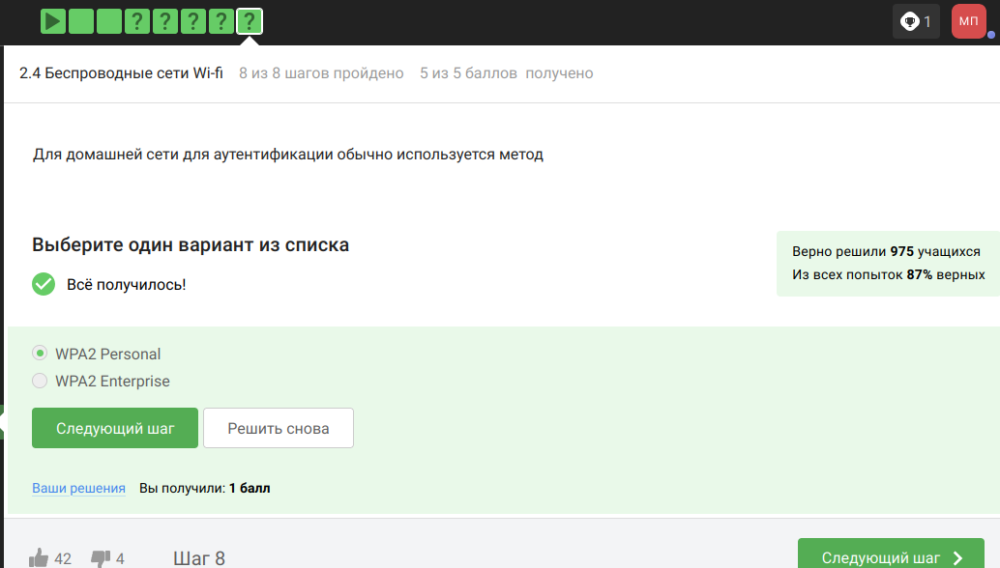 ? ? ? ? ?
1
МП
2.4 Беспроводные сети Wi-fi 8 из 8 шагов пройдено 5 из 5 баллов получено
Для домашней сети для аутентификации обычно используется метод
Выберите один вариант из списка
Верно решили 975 учащихся
Из всех попыток 87% верных
Всё получилось!
WPA2 Personal
WPA2 Enterprise
Следующий шаг Решить снова
Ваши решения Вы получили: 1 балл
42 4 Шаг 8 Следующий шаг